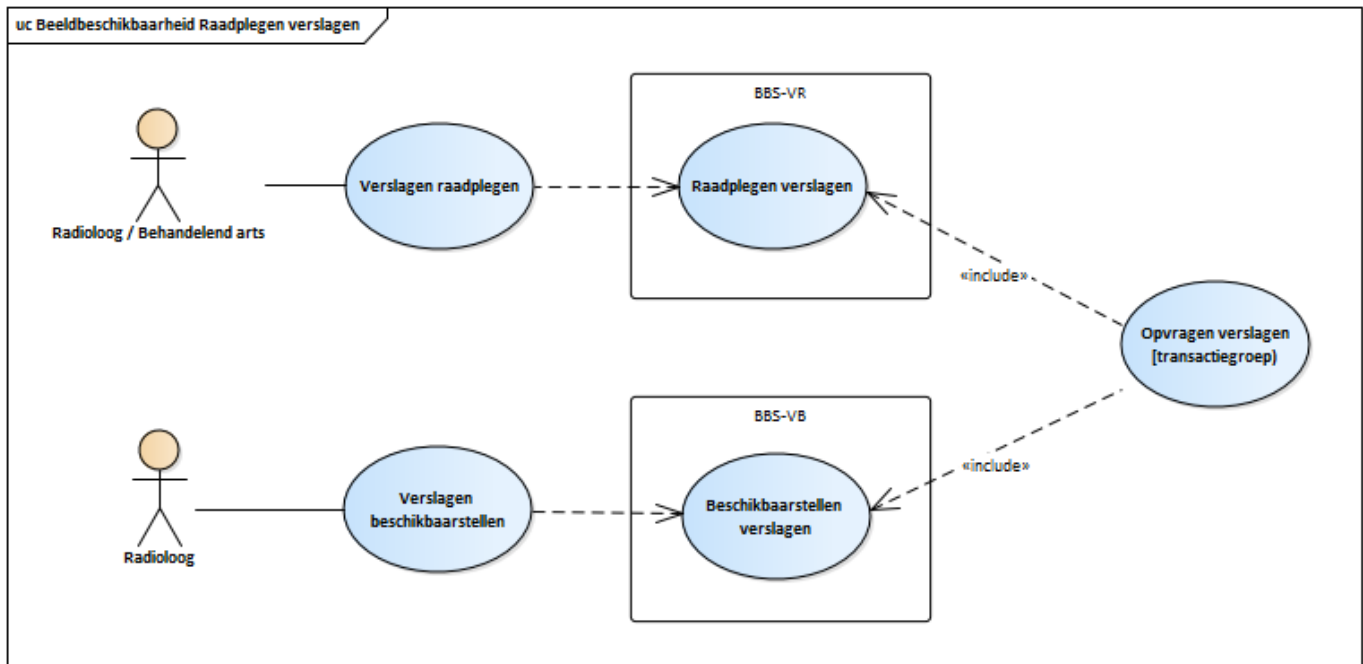 uc Beeldbeschikbaarheid Raadplegen verslagen
BBS-VR
Verslagen raadplegen
Raadplegen verslagen
Radioloog / Behandelend arts
«include»
Opvragen verslagen
[transactiegroep)
BBS-VB
«include»
Verslagen
beschikbaarstellen
Beschikbaarstellen
verslagen
Radioloog